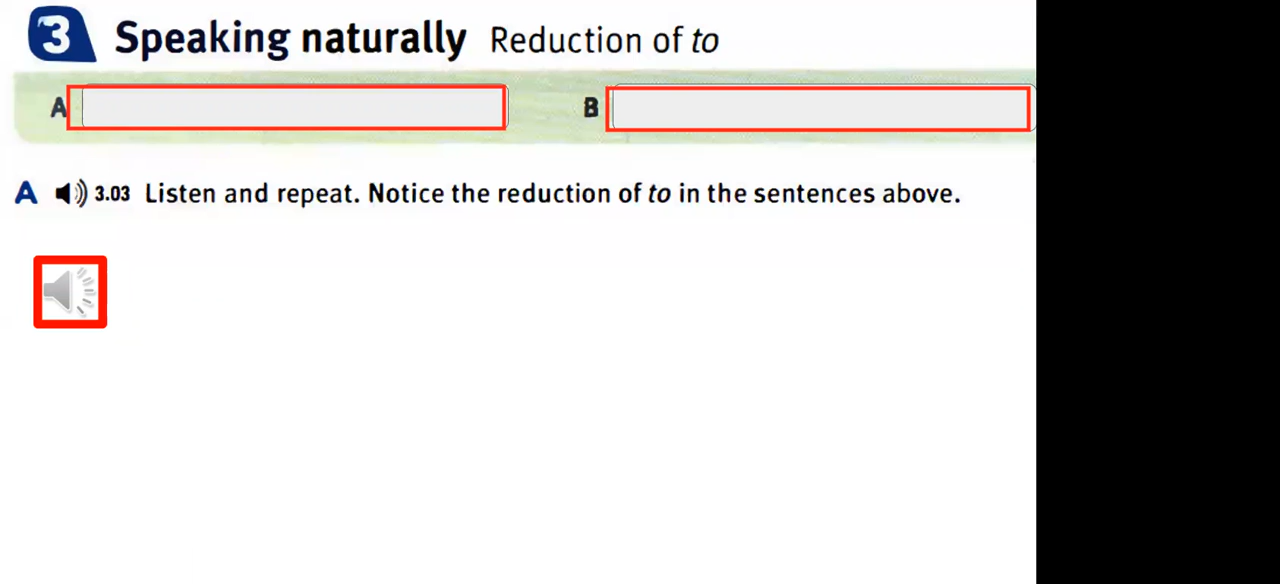 3 Speaking naturally Reduction of to
A B
A 3.03 Listen and repeat. Notice the reduction of to in the sentences above.